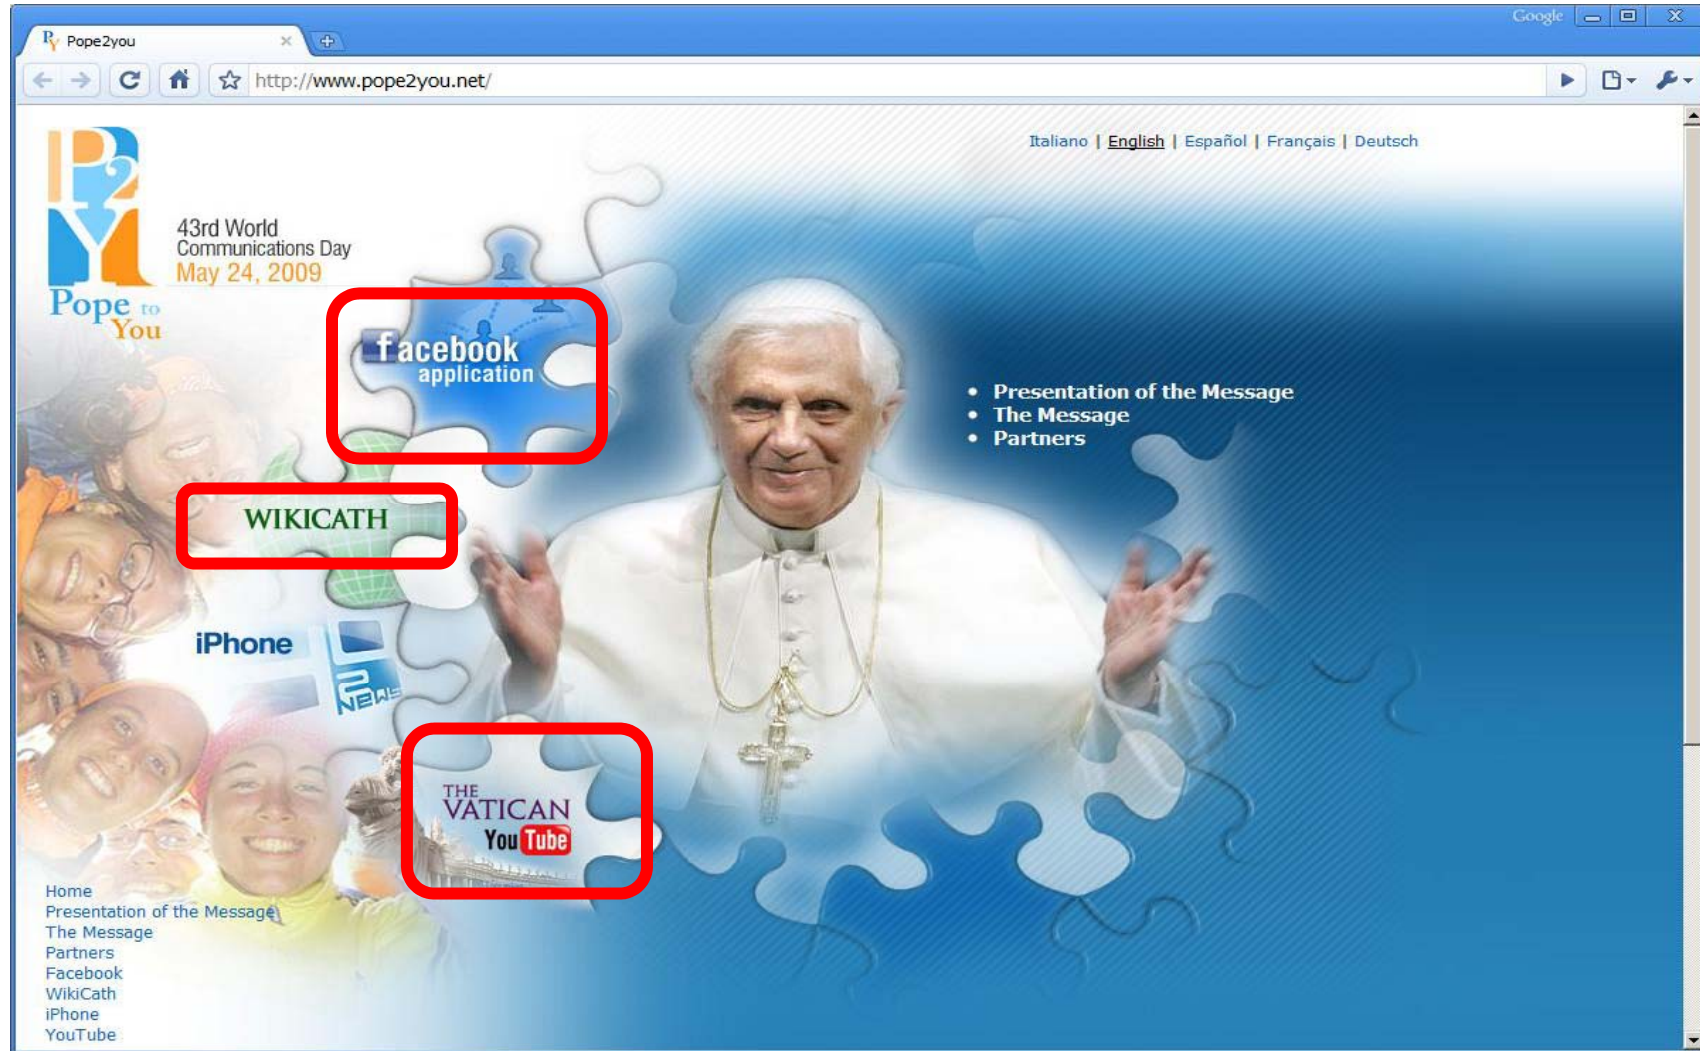 Google
Pope2you
http://www.pope2you.net/
Italiano | English | Español | Français | Deutsch
P2Y
Pope to
You
43rd World
Communications Day
May 24, 2009
facebook
application
• Presentation of the Message
• The Message
• Partners
WIKICATH
iPhone
P2
NEWS
THE
VATICAN
YouTube
Home
Presentation of the Message
The Message
Partners
Facebook
WikiCath
iPhone
YouTube